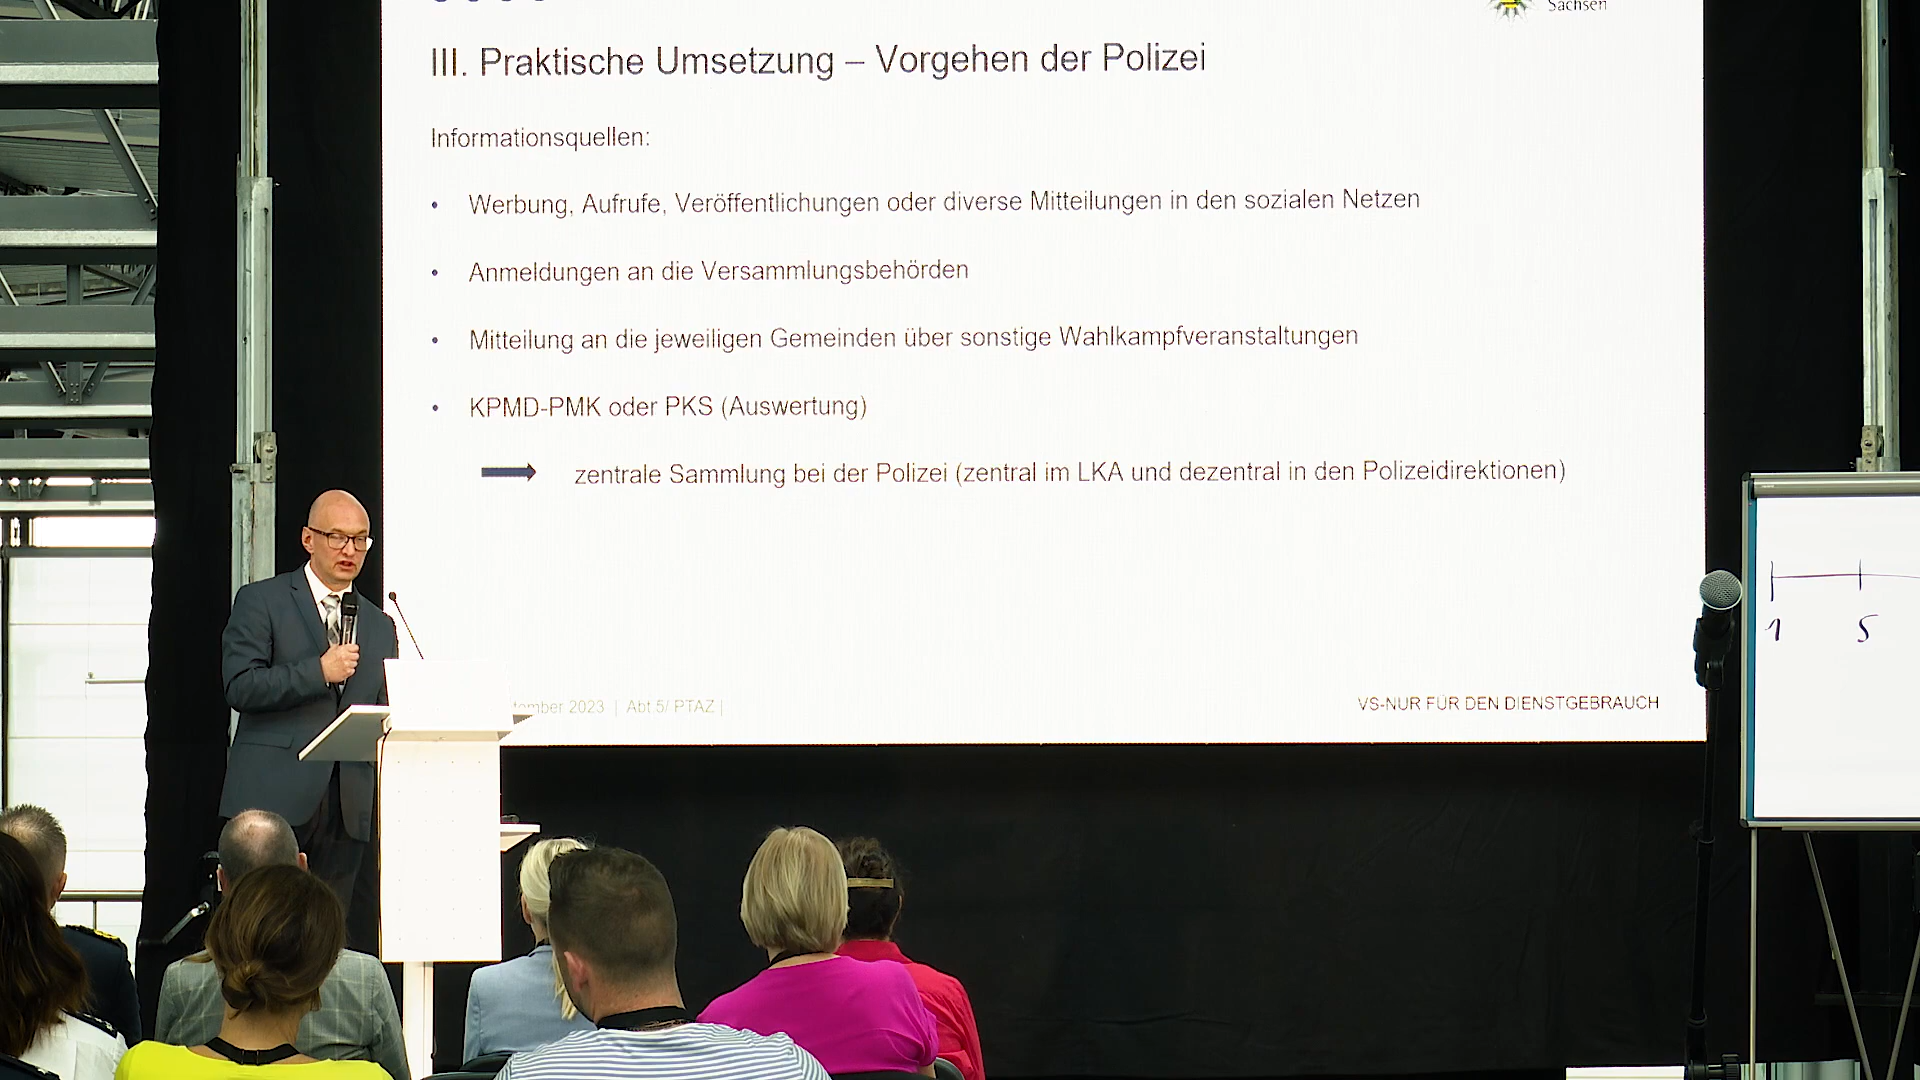 Sachsen
III. Praktische Umsetzung – Vorgehen der Polizei
Informationsquellen:
• Werbung, Aufrufe, Veröffentlichungen oder diverse Mitteilungen in den sozialen Netzen
• Anmeldungen an die Versammlungsbehörden
• Mitteilung an die jeweiligen Gemeinden über sonstige Wahlkampfveranstaltungen
• KPMD-PMK oder PKS (Auswertung)
zentrale Sammlung bei der Polizei (zentral im LKA und dezentral in den Polizeidirektionen)
2023 | Abt 5/ PTAZ |
VS-NUR FÜR DEN DIENSTGEBRAUCH
1 5